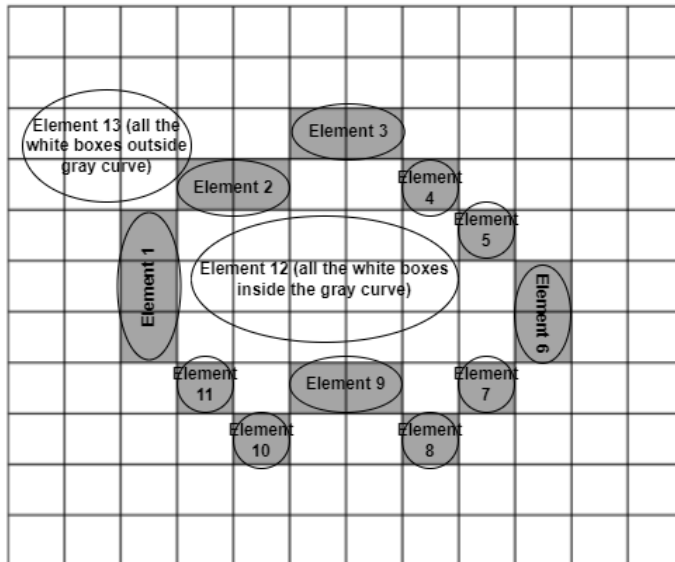 Element 13 (all the
white boxes outside
gray curve)
Element 3
Element 2
Element
4
Element
5
Element 1
Element 12 (all the white boxes
inside the gray curve)
Element 6
Element
11
Element 9
Element
7
Element
10
Element
8